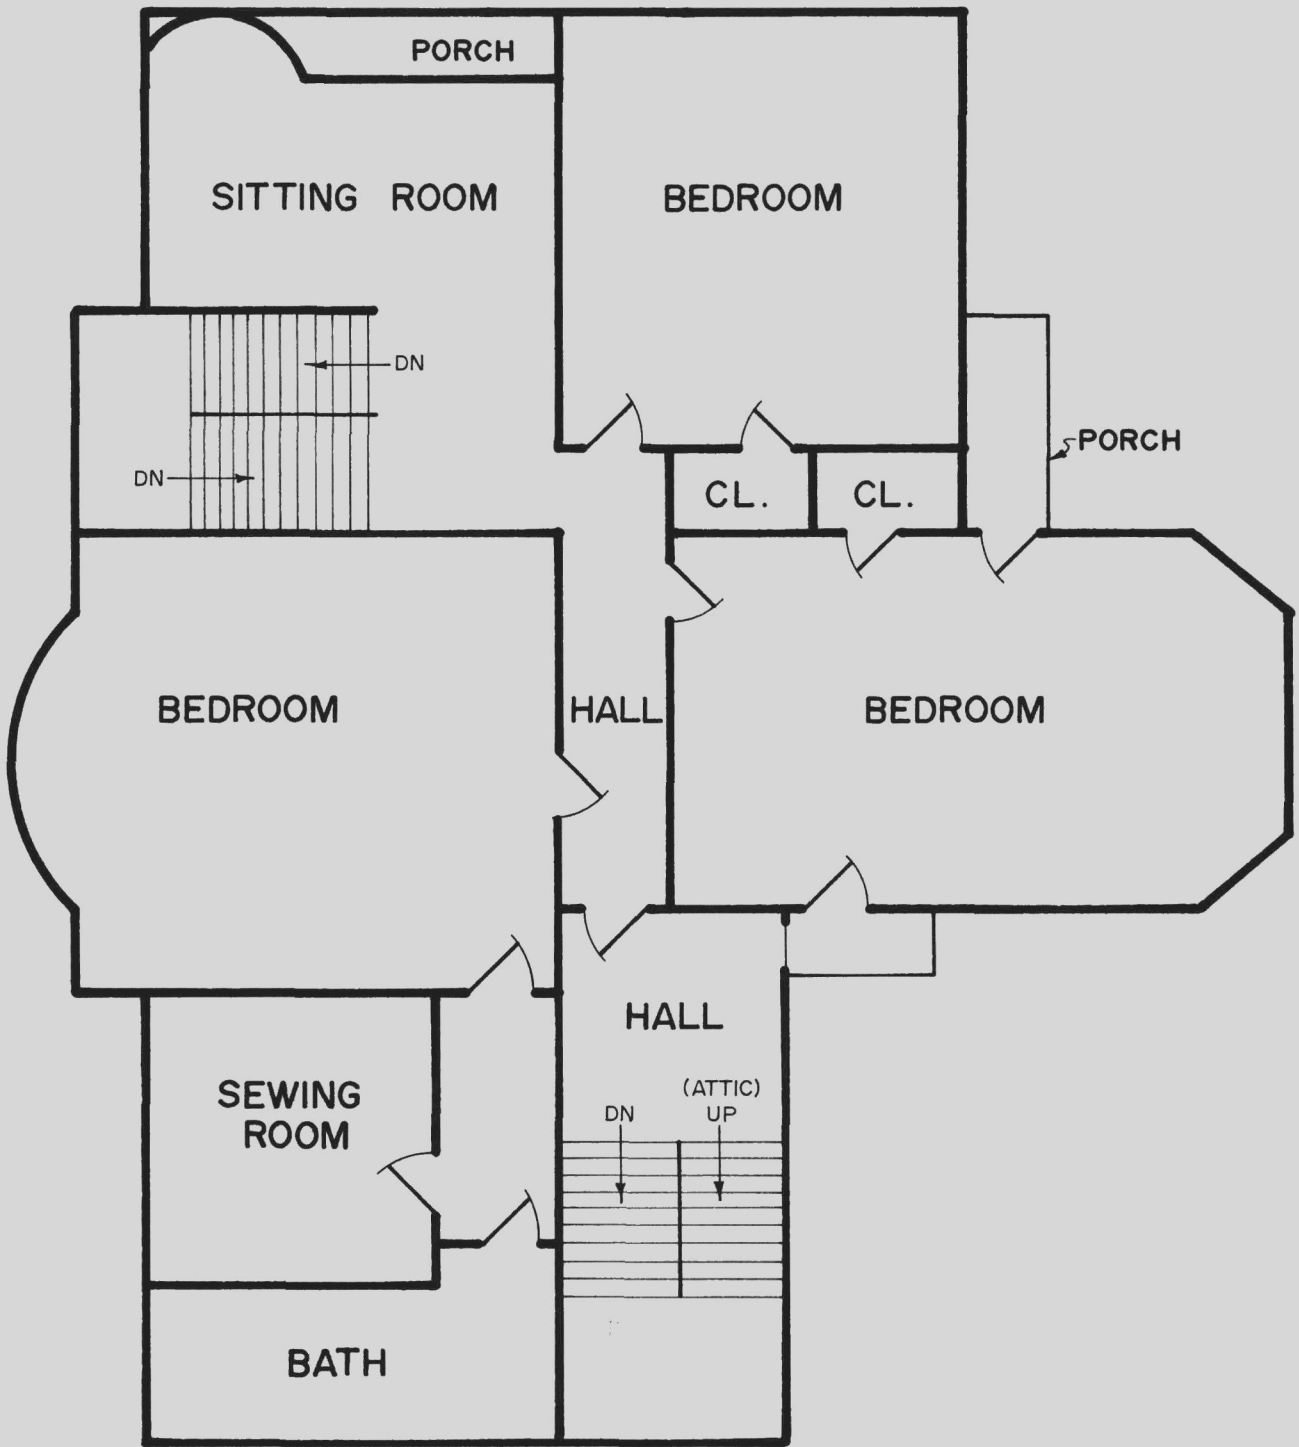 PORCH
SITTING ROOM
BEDROOM
DN
PORCH
DN
CL.
CL.
BEDROOM
HALL
BEDROOM
HALL
SEWING
ROOM
DN
(ATTIC)
UP
BATH